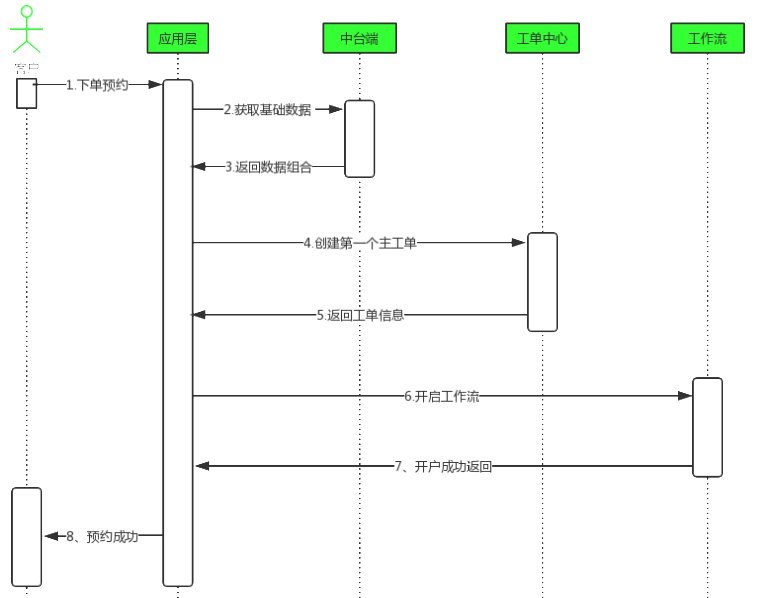 应用层
中台端
工单中心
工作流
客户
1.下单预约
2.获取基础数据
3.返回数据组合
4.创建第一个主工单
5.返回工单信息
6.开启工作流
7、开户成功返回
8、预约成功